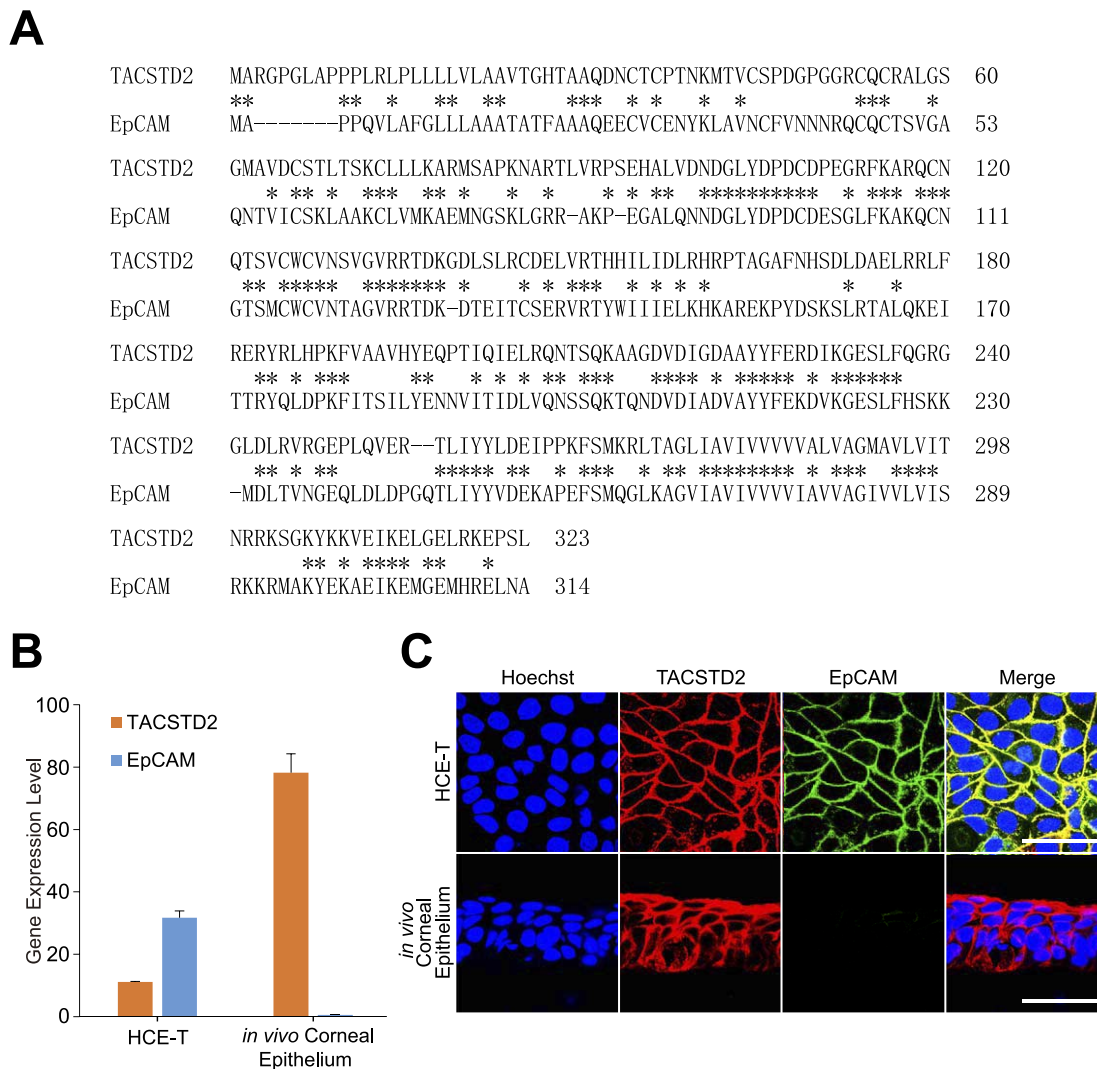 A
TACSTD2 MARGPGLAPPPLRLPLLLLVLAAVTGHTAAQDNCTCPTNKMTVCSPDGPGGRCQCRALGS 60
** ** * ** ** *** * * * * *** *
EpCAM MA-------PPQVLAFGLLLAAATATFAAAQEECVCENYKLAVNCFVNNNRQCQCTSVGA 53
TACSTD2 GMAVDCSTLTSKCLLLKARMSAPKNARTLVRPSEHALVDNDGLYDPDCDPEGRFKARQCN 120
* ** * *** ** * * * * * ** ********** * *** ***
EpCAM QNTVICSKLAAKCLVMKAEMNGSKLGRR-AKP-EGALQNNDGLYDPDCDESGLFKAKQCN 111
TACSTD2 QTSVCWCVNSVGVRRTDKGDLSLRCDELVRTHHILIDLRHRPTAGAFNHSDLDAELRRLF 180
** ***** ******* * * * *** * * * * * *
EpCAM GTSMCWCVNTAGVRRTDK-DTEITCSERVRTYWIIIELKHKAREKPYDSKSLRTALQKEI 170
TACSTD2 RERYRLHPKFVAAVHYEQPTIQIELRQNTSQKAAGDVDIGDAAYYFERDIKGESLFQGRG 240
** * *** ** * * * ** *** **** * ***** * ******
EpCAM TTRYQLDPKFITSILYENNVITIDLVQNSSQKTQNDVDIADVAYYFEKDVKGESLFHSKK 230
TACSTD2 GLDLRVRGEPLQVER--TLIYYLDEIPPKFSMKRLTAGLIAVIVVVVVALVAGMAVLVIT 298
** * ** ***** ** * *** * ** ******** * *** ****
EpCAM -MDLTVNGEQLDLDPGQTLIYYVDEKAPEFSMQGLKAGVIAVIVVVVIAVVAGIVVLVIS 289
TACSTD2 NRRKSGKYKKVEIKELGELRKEPSL 323
** * **** ** *
EpCAM RKKRMAKYEKAEIKEMGEMHRELNA 314
B
Gene Expression Level
100
80
60
40
20
0
TACSTD2
EpCAM
HCE-T
in vivo Corneal
Epithelium
C
Hoechst TACSTD2 EpCAM Merge
HCE-T
in vivo
Corneal
Epithelium